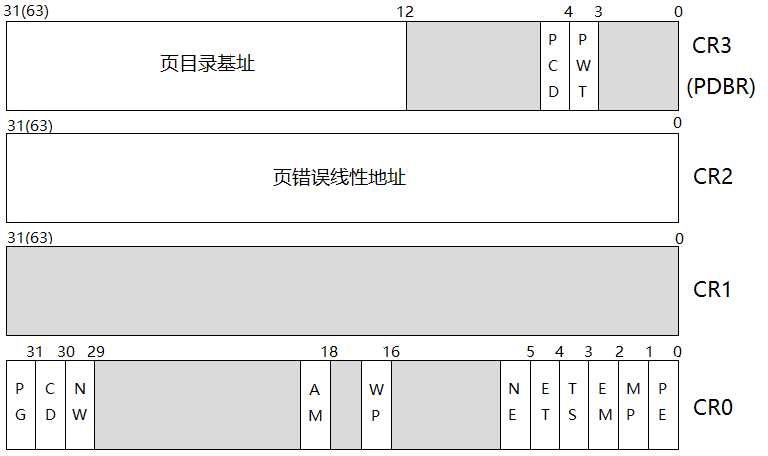 31(63) 12 4 3 0
页目录基址
P C D
P W T
CR3
(PDBR)
31(63) 0
页错误线性地址
CR2
31(63) 0
CR1
31 30 29 18 16 5 4 3 2 1 0
P G
C D
N W
A M
W P
N E
E T
T S
E M
M P
P E
CR0